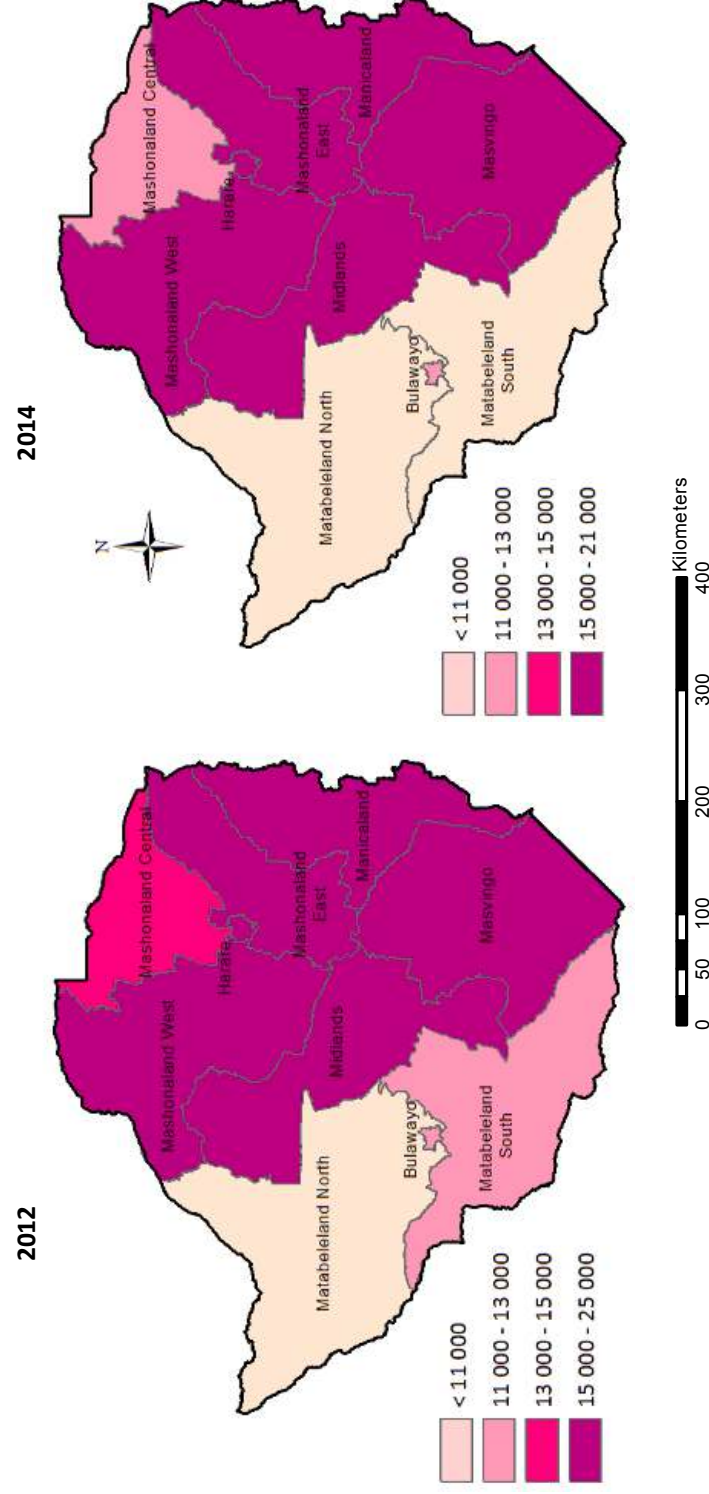 2012
Mashonaland Central
Mashonaland West
Harare
Mashonaland
East
Manicaland
Midlands
Matabeleland North
Bulawayo
Masvingo
Matabeleland
South
< 11 000
11 000 - 13 000
13 000 - 15 000
15 000 - 25 000
2014
N
Mashonaland Central
Mashonaland West
Harare
Mashonaland
East
Manicaland
Midlands
Matabeleland North
Bulawayo
Masvingo
Matabeleland
South
< 11 000
11 000 - 13 000
13 000 - 15 000
15 000 - 21 000
0 50 100 200 300 400
Kilometers